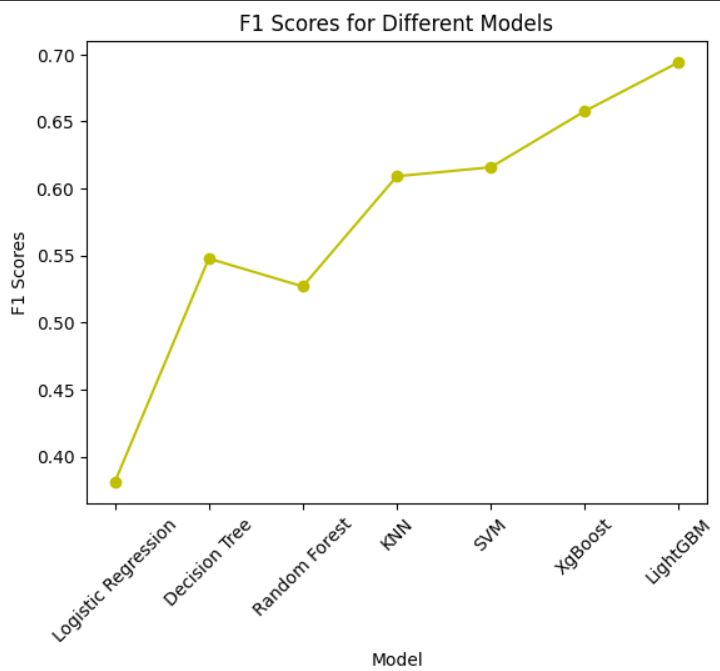 F1 Scores for Different Models
F1 Scores
0.70
0.65
0.60
0.55
0.50
0.45
0.40
Logistic Regression
Decision Tree
Random Forest
KNN
SVM
XgBoost
LightGBM
Model